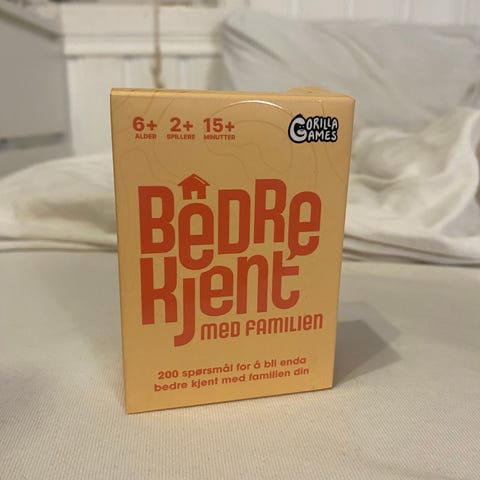 6+ 2+ 15+
ALDER SPILLERE MINUTTER
GORILLA
GAMES
BEDRE
KJENT
MED FAMILIEN
200 spørsmål for å bli enda
bedre kjent med familien din